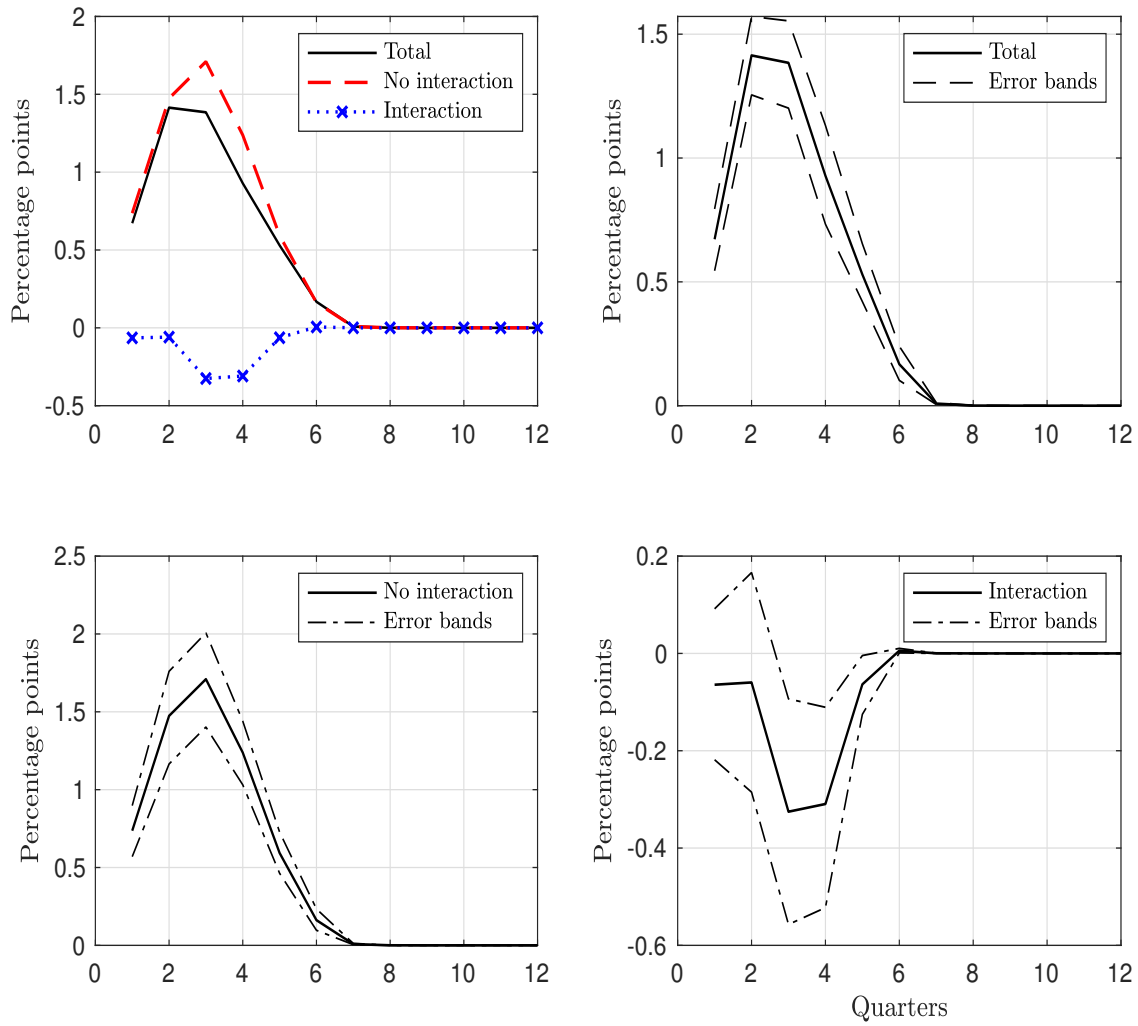 2
1.5
1
0.5
0
-0.5
0 2 4 6 8 10 12
Percentage points
Total
No interaction
Interaction
1.5
1
0.5
0
0 2 4 6 8 10 12
Percentage points
Total
Error bands
2.5
2
1.5
1
0.5
0
0 2 4 6 8 10 12
Percentage points
No interaction
Error bands
0.2
0
-0.2
-0.4
-0.6
0 2 4 6 8 10 12
Percentage points
Interaction
Error bands
Quarters